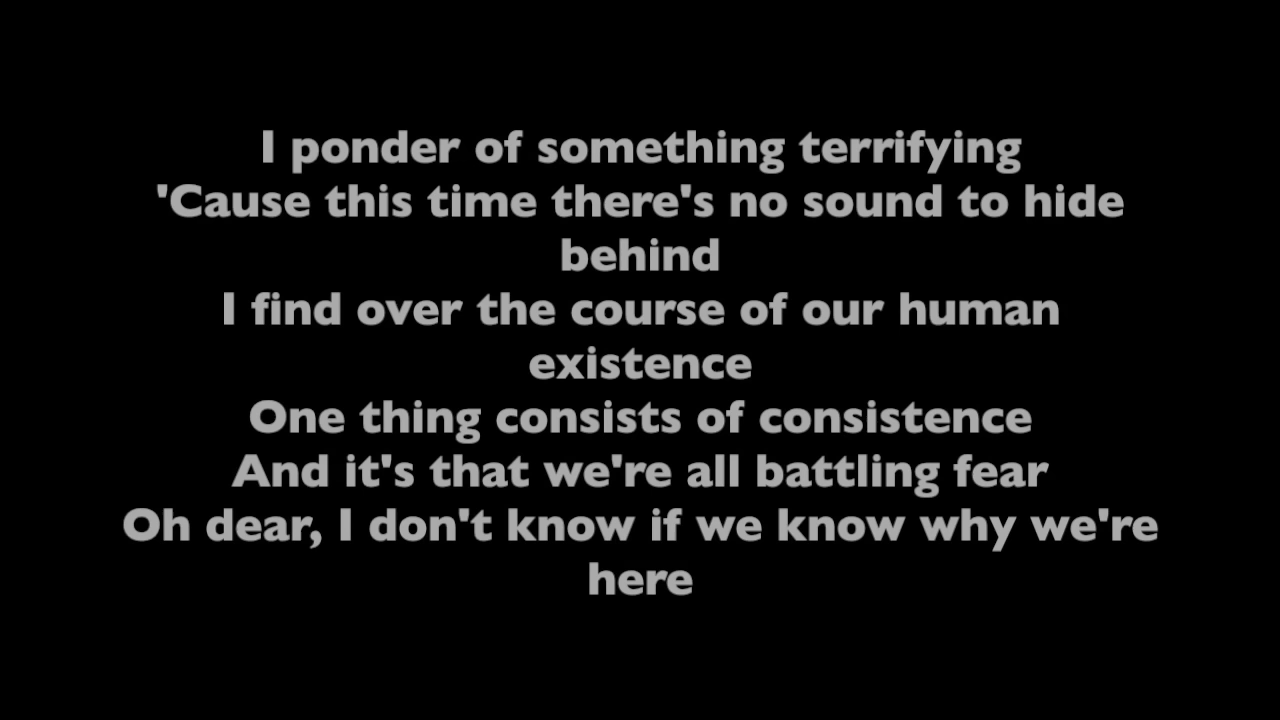 I ponder of something terrifying
'Cause this time there's no sound to hide
behind
I find over the course of our human
existence
One thing consists of consistence
And it's that we're all battling fear
Oh dear, I don't know if we know why we're
here